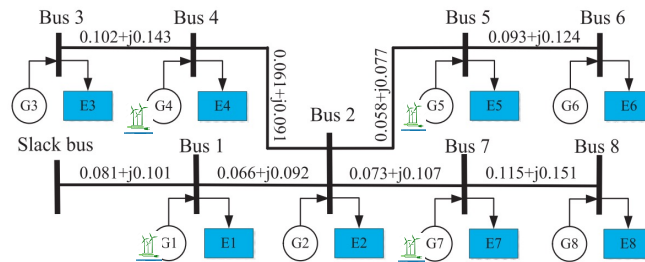 Bus 3 Bus 4 Bus 5 Bus 6
0.102+j0.143 0.093+j0.124
0.061+j0.091
0.058+j0.077
G3 E3 G4 E4 G5 E5 G6 E6
Bus 2
Slack bus Bus 1 Bus 7 Bus 8
0.081+j0.101 0.066+j0.092 0.073+j0.107 0.115+j0.151
G1 E1 G2 E2 G7 E7 G8 E8